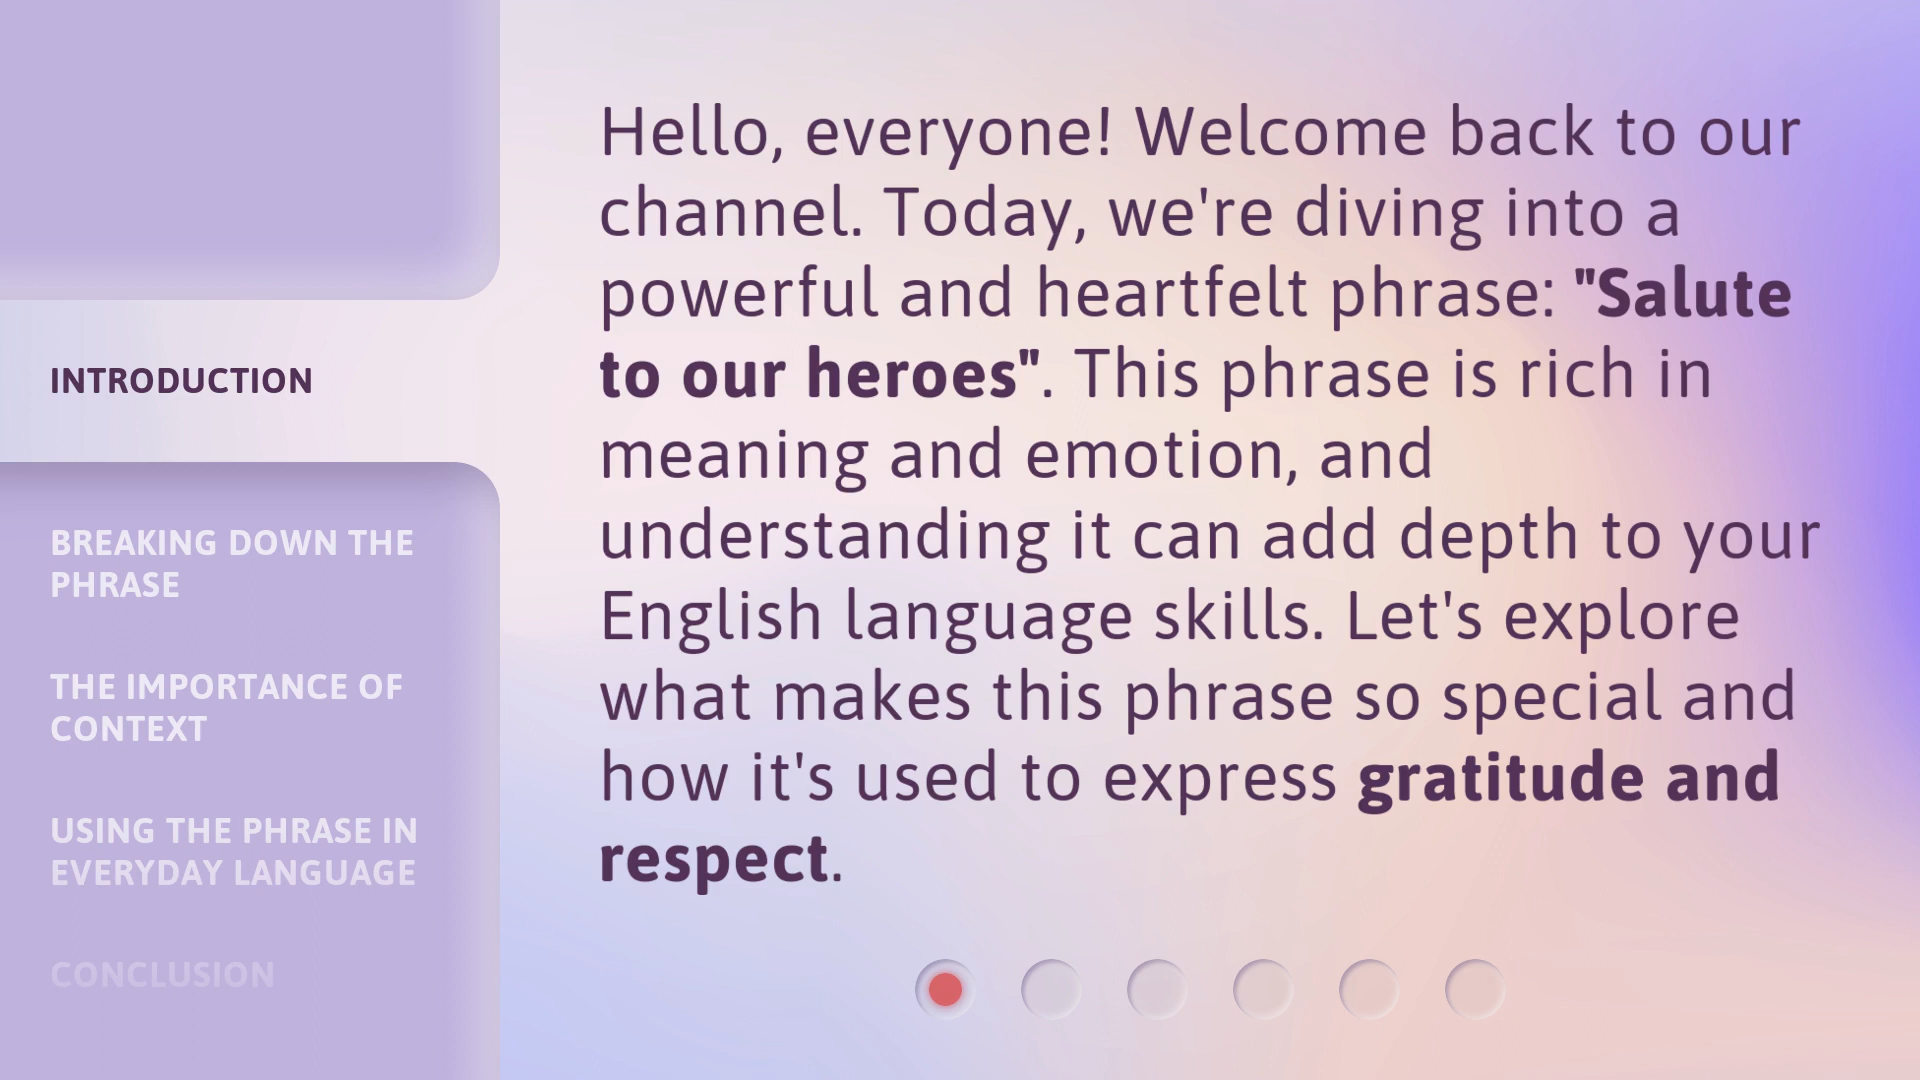 INTRODUCTION
BREAKING DOWN THE
PHRASE
THE IMPORTANCE OF
CONTEXT
USING THE PHRASE IN
EVERYDAY LANGUAGE
CONCLUSION
Hello, everyone! Welcome back to our
channel. Today, we're diving into a
powerful and heartfelt phrase: "Salute
to our heroes". This phrase is rich in
meaning and emotion, and
understanding it can add depth to your
English language skills. Let's explore
what makes this phrase so special and
how it's used to express gratitude and
respect.